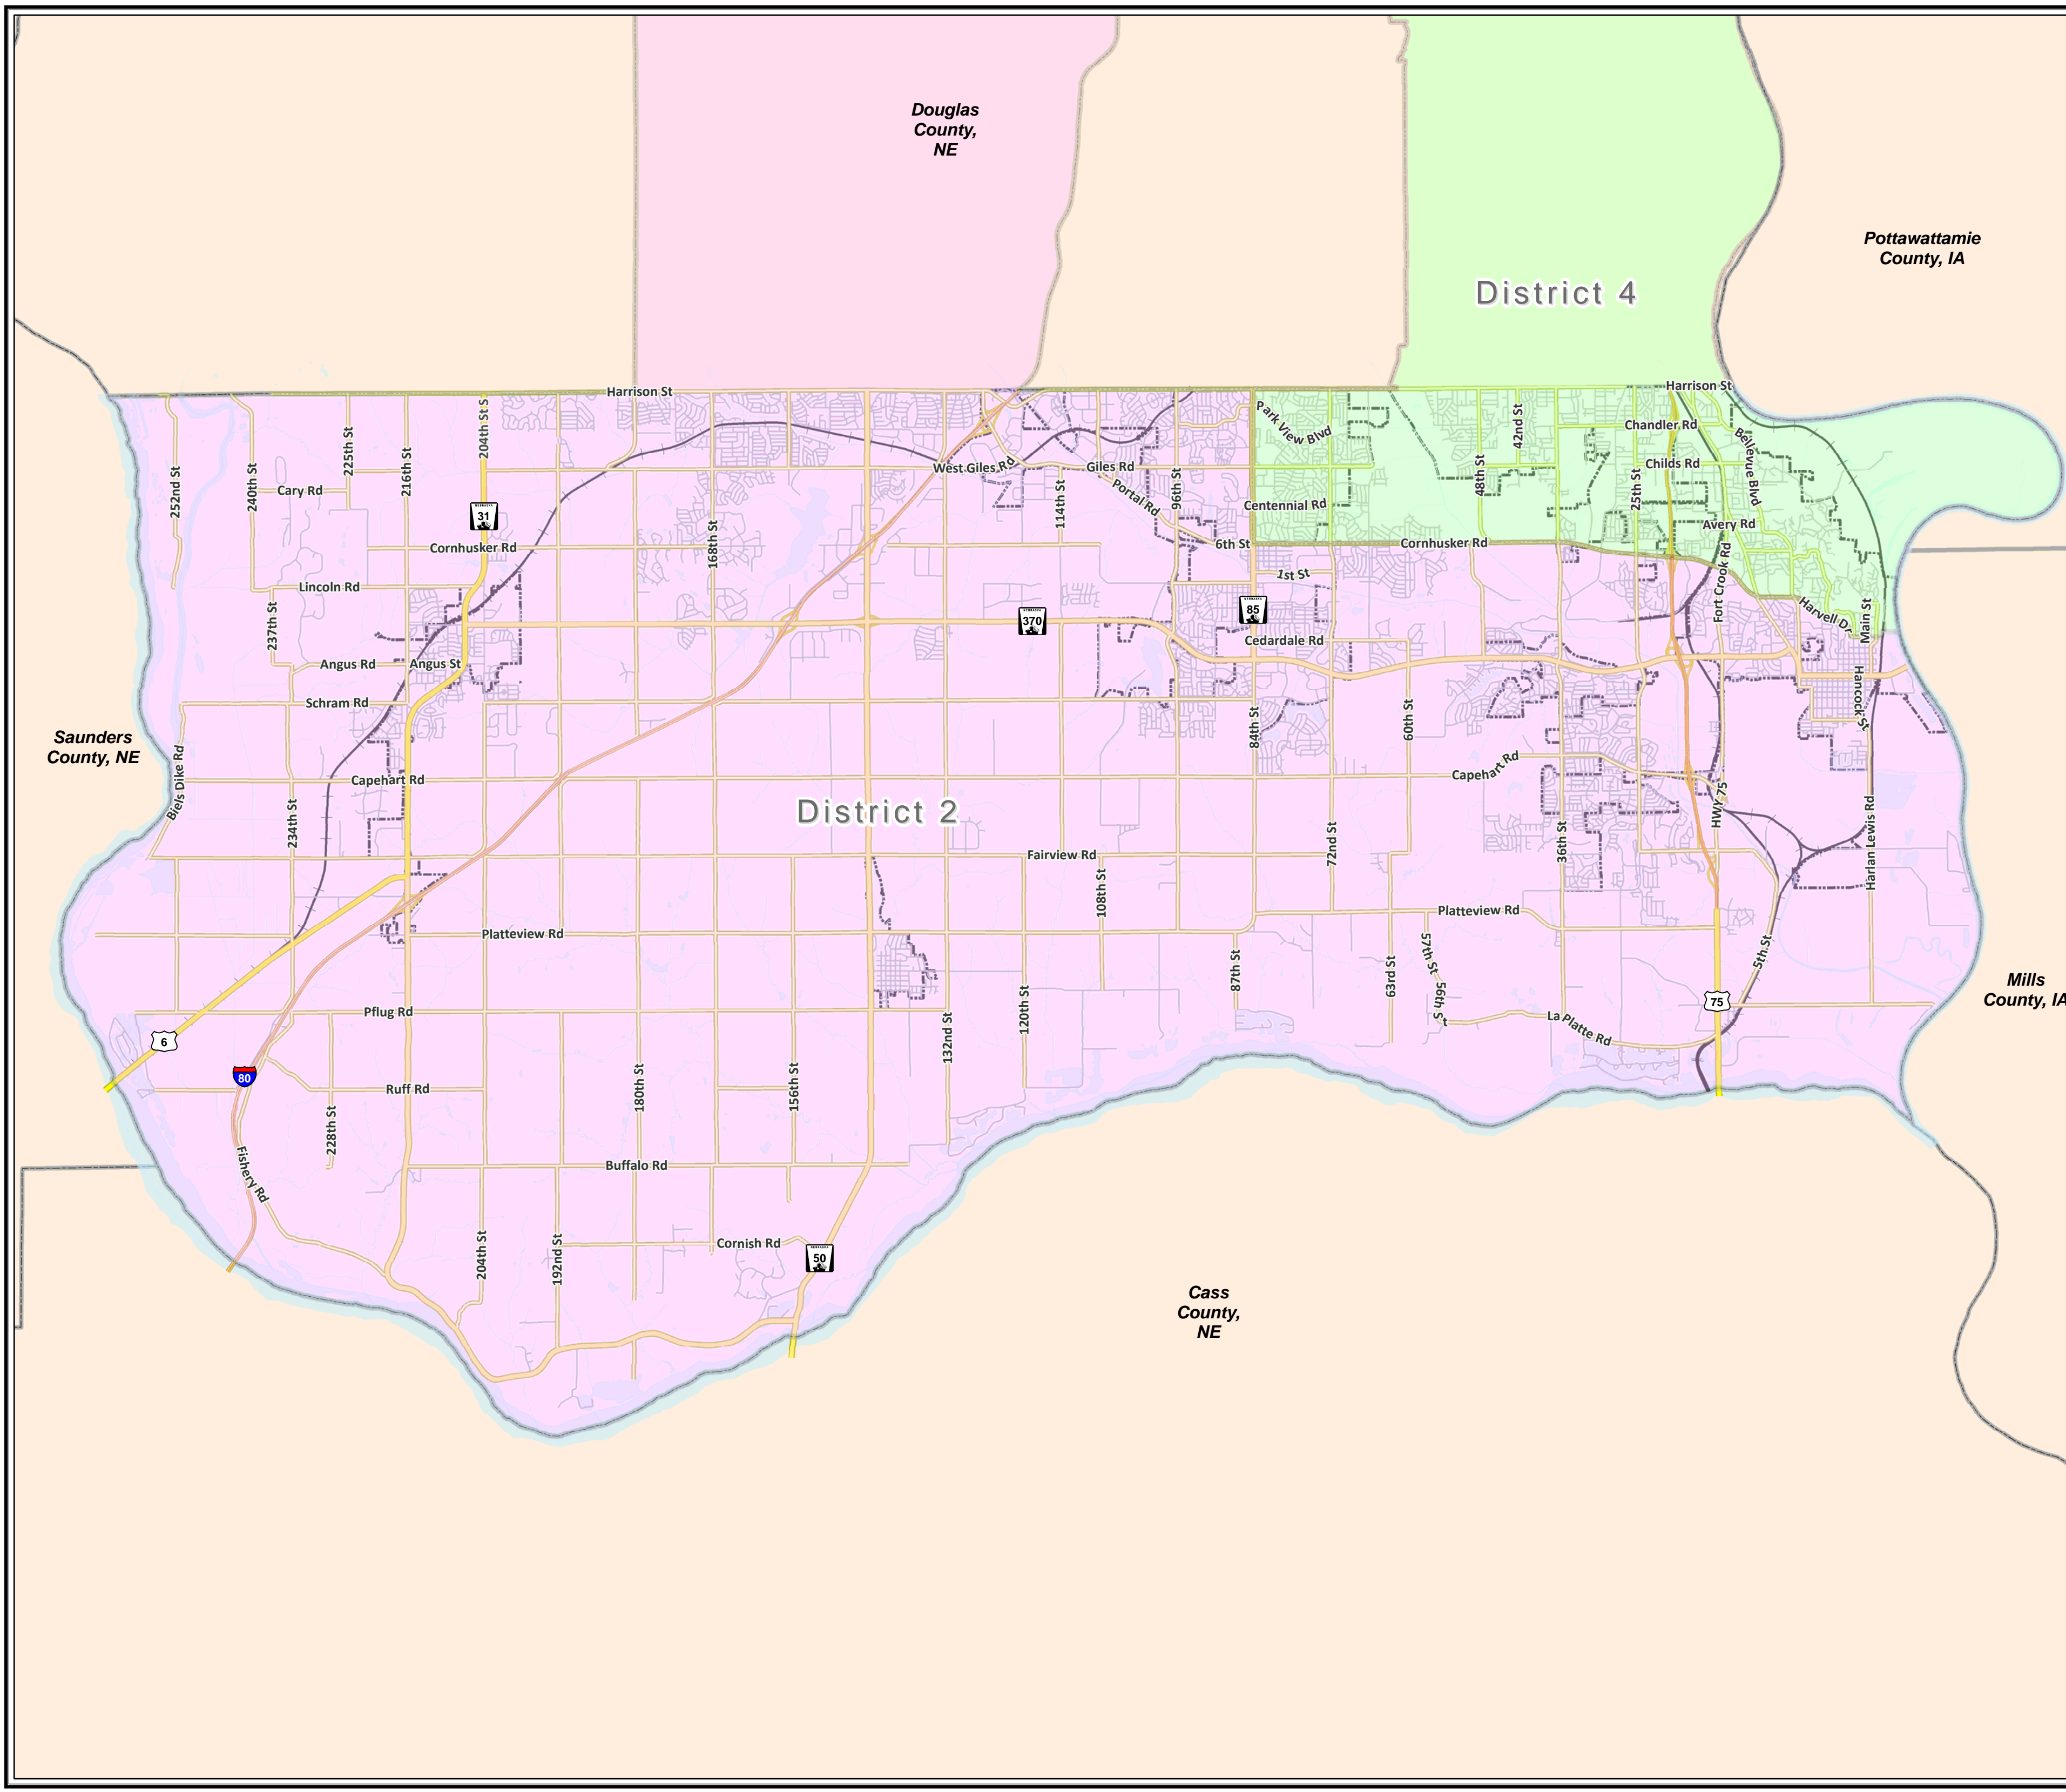 Douglas
County,
NE
Pottawattamie
County, IA
District 4
Harrison St
Harrison St
Park View Blvd
Chandler Rd
Bellevue Blvd
204th St S
225th St
216th St
42nd St
West Giles Rd
Giles Rd
Childs Rd
252nd St
240th St
Cary Rd
96th St
48th St
25th St
114th St
Portal Rd
Centennial Rd
NEBRASKA
31
168th St
Avery Rd
Cornhusker Rd
6th St
Cornhusker Rd
Fort Crook Rd
1st St
Lincoln Rd
237th St
NEBRASKA
370
NEBRASKA
85
Harvell Dr
Main St
Cedardale Rd
Angus Rd
Angus St
Hancock St
Schram Rd
84th St
60th St
Saunders
County, NE
Biels Dike Rd
Capehart Rd
Capehart Rd
District 2
HWY 75
234th St
72nd St
36th St
Harlan Lewis Rd
Fairview Rd
108th St
Platteview Rd
Platteview Rd
5th St
57th St
56th St
87th St
63rd St
Mills
County, IA
120th St
75
Pflug Rd
La Platte Rd
6
132nd St
80
Ruff Rd
180th St
156th St
228th St
Fishery Rd
Buffalo Rd
204th St
192nd St
Cornish Rd
NEBRASKA
50
Cass
County,
NE